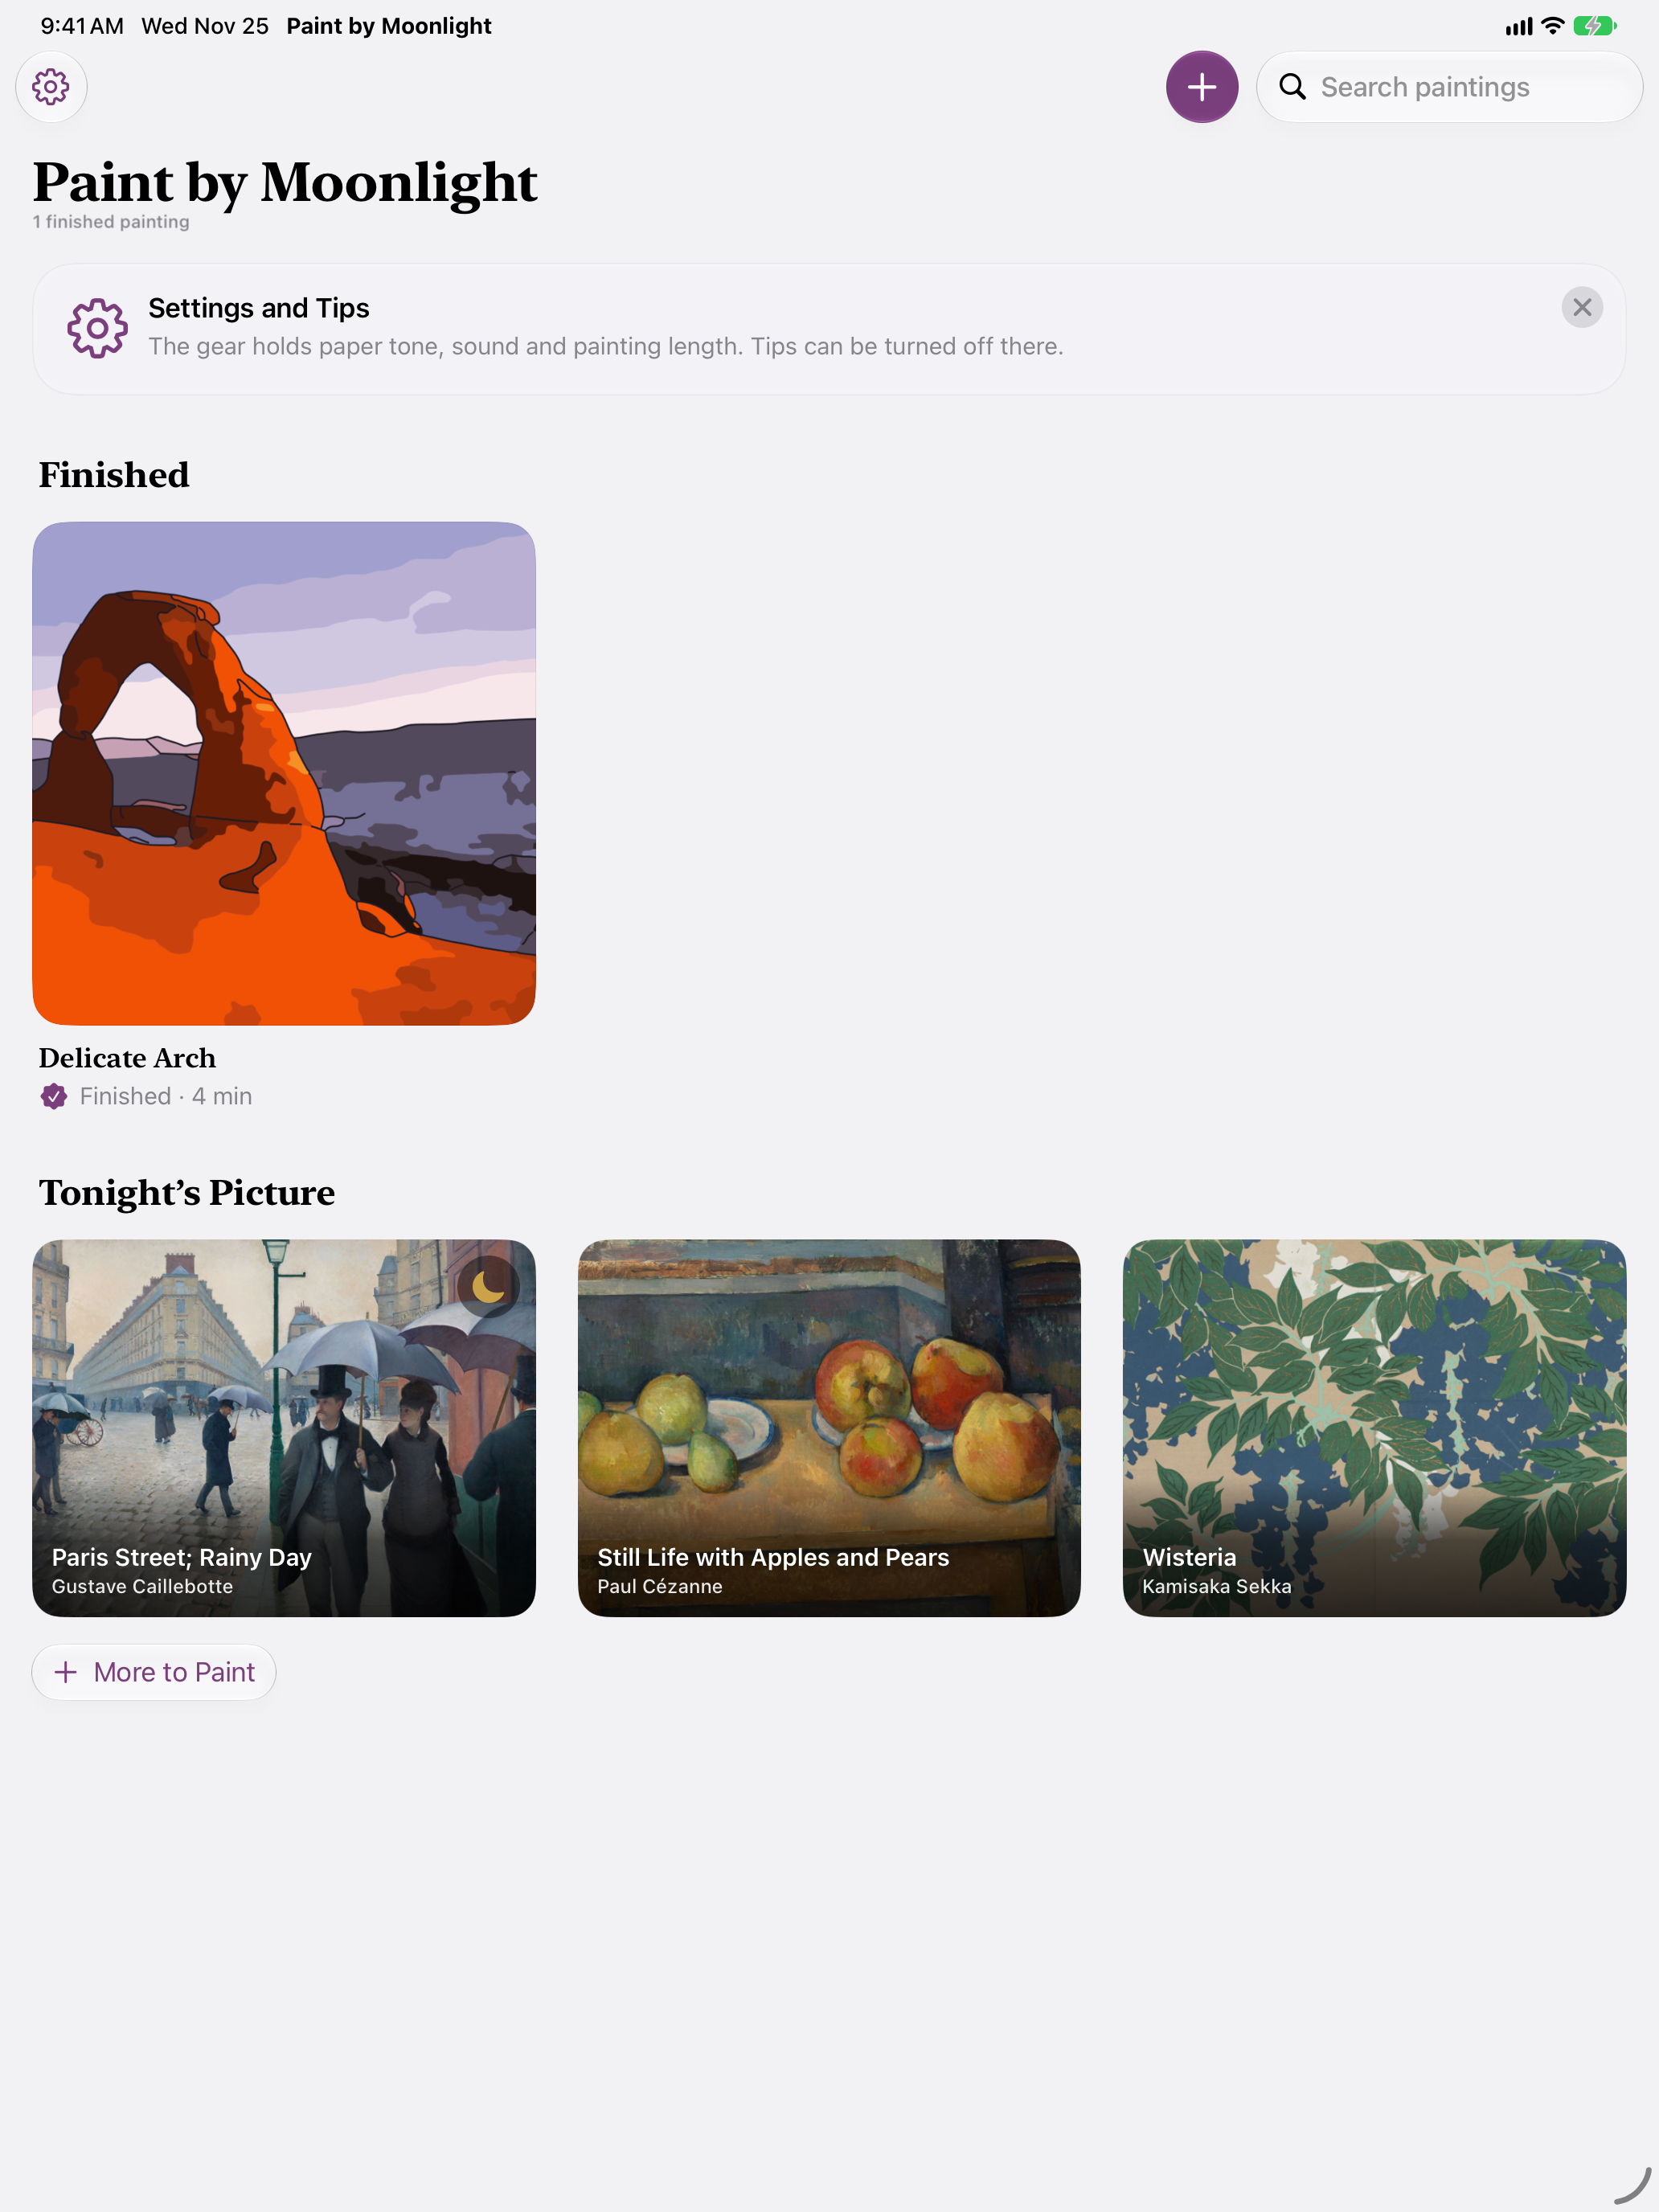 9:41 AM Wed Nov 25 Paint by Moonlight
Search paintings
Paint by Moonlight
1 finished painting
Settings and Tips
The gear holds paper tone, sound and painting length. Tips can be turned off there.
Finished
Delicate Arch
Finished · 4 min
Tonight’s Picture
Paris Street; Rainy Day
Gustave Caillebotte
Still Life with Apples and Pears
Paul Cézanne
Wisteria
Kamisaka Sekka
More to Paint